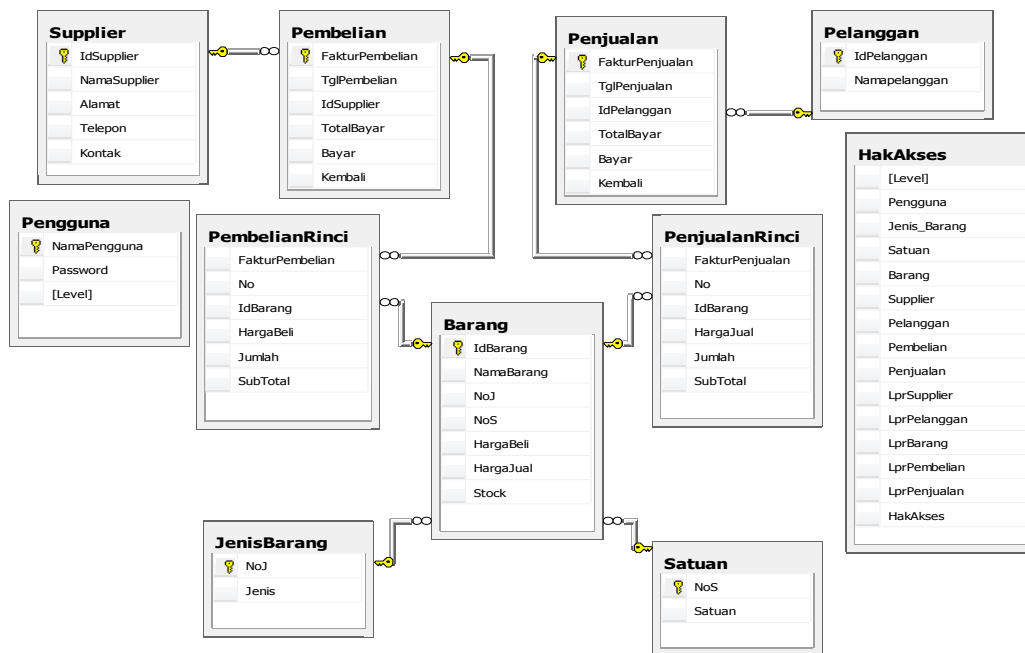 Supplier
IdSupplier
NamaSupplier
Alamat
Telepon
Kontak
Pembelian
FakturPembelian
TglPembelian
IdSupplier
TotalBayar
Bayar
Kembali
Penjualan
FakturPenjualan
TglPenjualan
IdPelanggan
TotalBayar
Bayar
Kembali
Pelanggan
IdPelanggan
Namapelanggan
HakAkses
[Level]
Pengguna
Jenis_Barang
Satuan
Barang
Supplier
Pelanggan
Pembelian
Penjualan
LprSupplier
LprPelanggan
LprBarang
LprPembelian
LprPenjualan
HakAkses
Pengguna
NamaPengguna
Password
[Level]
PembelianRinci
FakturPembelian
No
IdBarang
HargaBeli
Jumlah
SubTotal
Barang
IdBarang
NamaBarang
NoJ
NoS
HargaBeli
HargaJual
Stock
PenjualanRinci
FakturPenjualan
No
IdBarang
HargaJual
Jumlah
SubTotal
JenisBarang
NoJ
Jenis
Satuan
NoS
Satuan